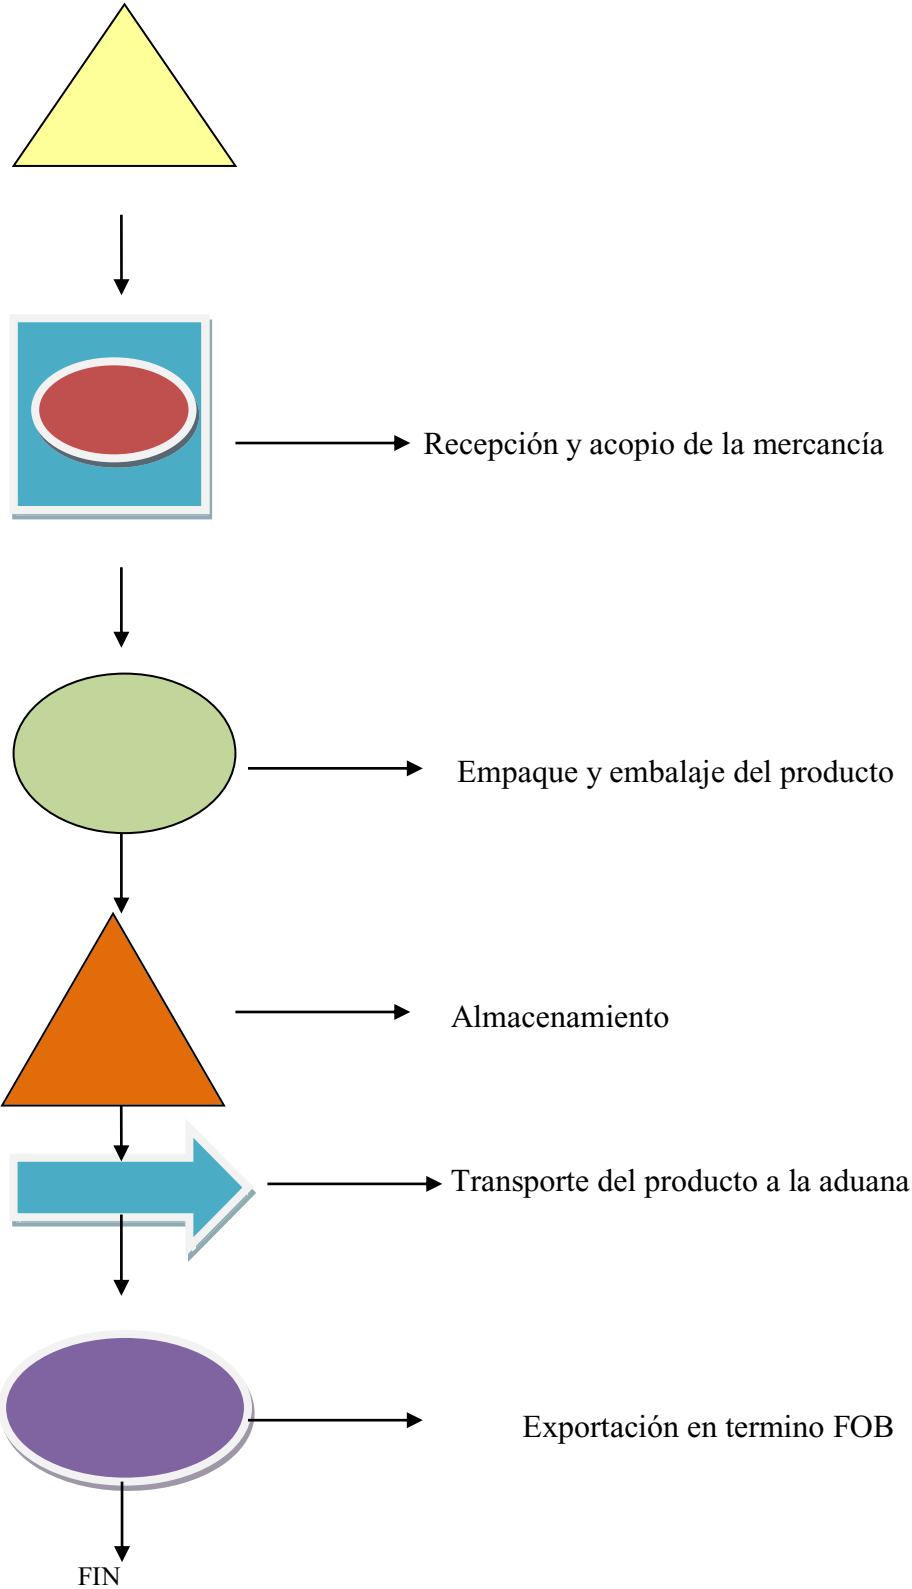 Recepción y acopio de la mercancía
Empaque y embalaje del producto
Almacenamiento
Transporte del producto a la aduana
Exportación en termino FOB
FIN